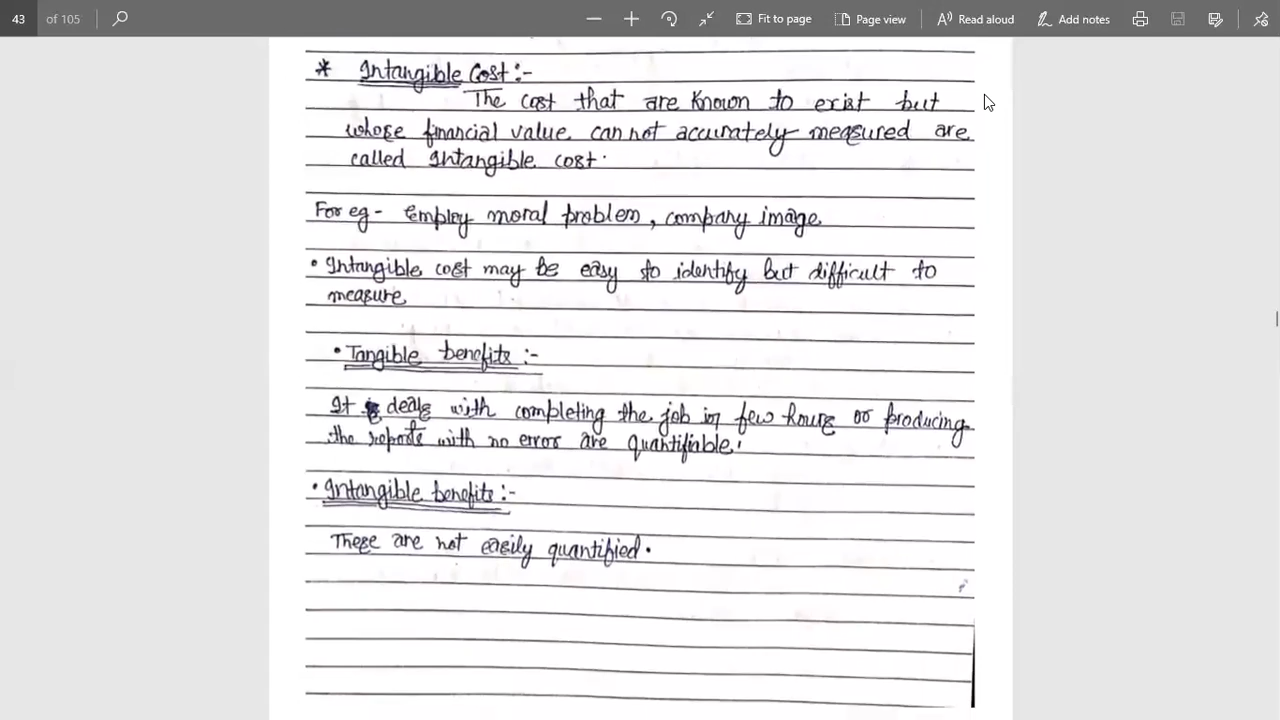 43 of 105 Fit to page Page view Read aloud Add notes
* Intangible Cost :-
The cost that are known to exist but
whose financial value can not accurately measured are
called Intangible cost.
For eg - employ moral problem, company image
• Intangible cost may be easy to identify but difficult to
measure
• Tangible benefits :-
It deals with completing the job in few hours or producing
the reports with no error are quantifiable.
• Intangible benefits :-
These are not easily quantified.